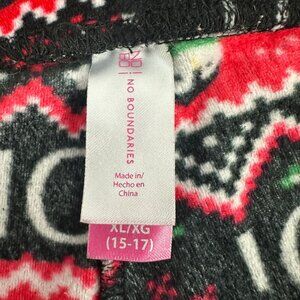 NO BOUNDARIES
Made in/
Hecho en
China
XL/XG
(15-17)